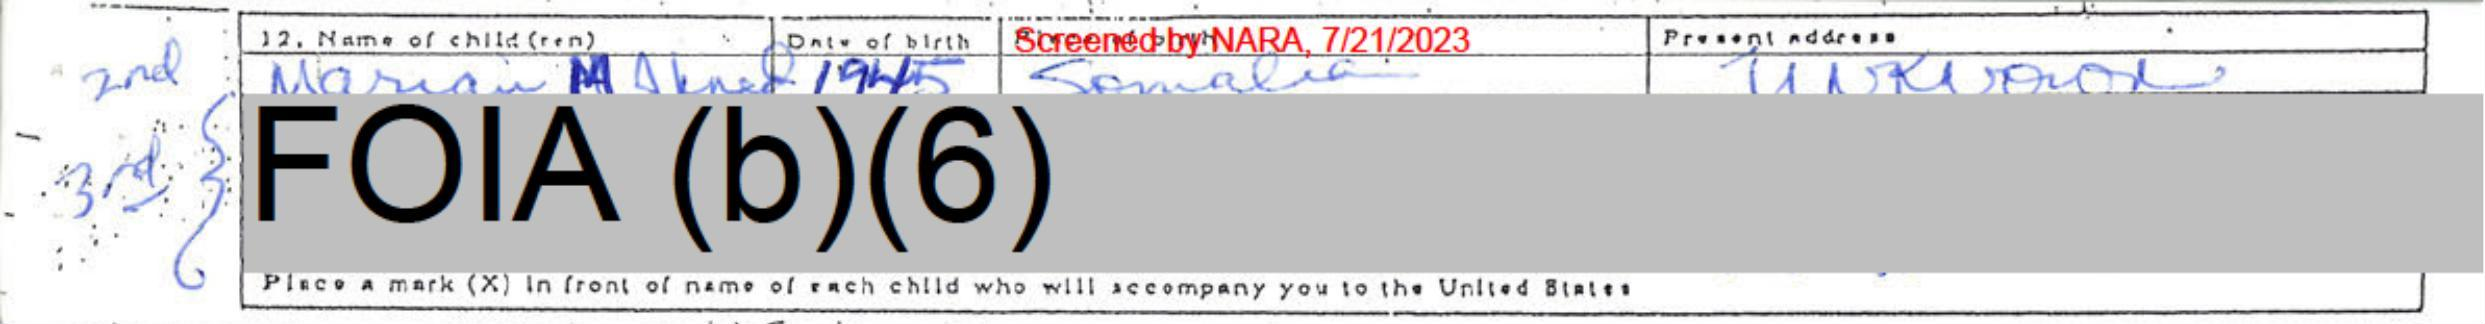 12. Name of child(ren) Date of birth Place of birth Present address
Screened by NARA, 7/21/2023
2nd Marian M Ahmed 1945 Somalia UNKNOWN
3rd
FOIA (b)(6)
Place a mark (X) in front of name of each child who will accompany you to the United States